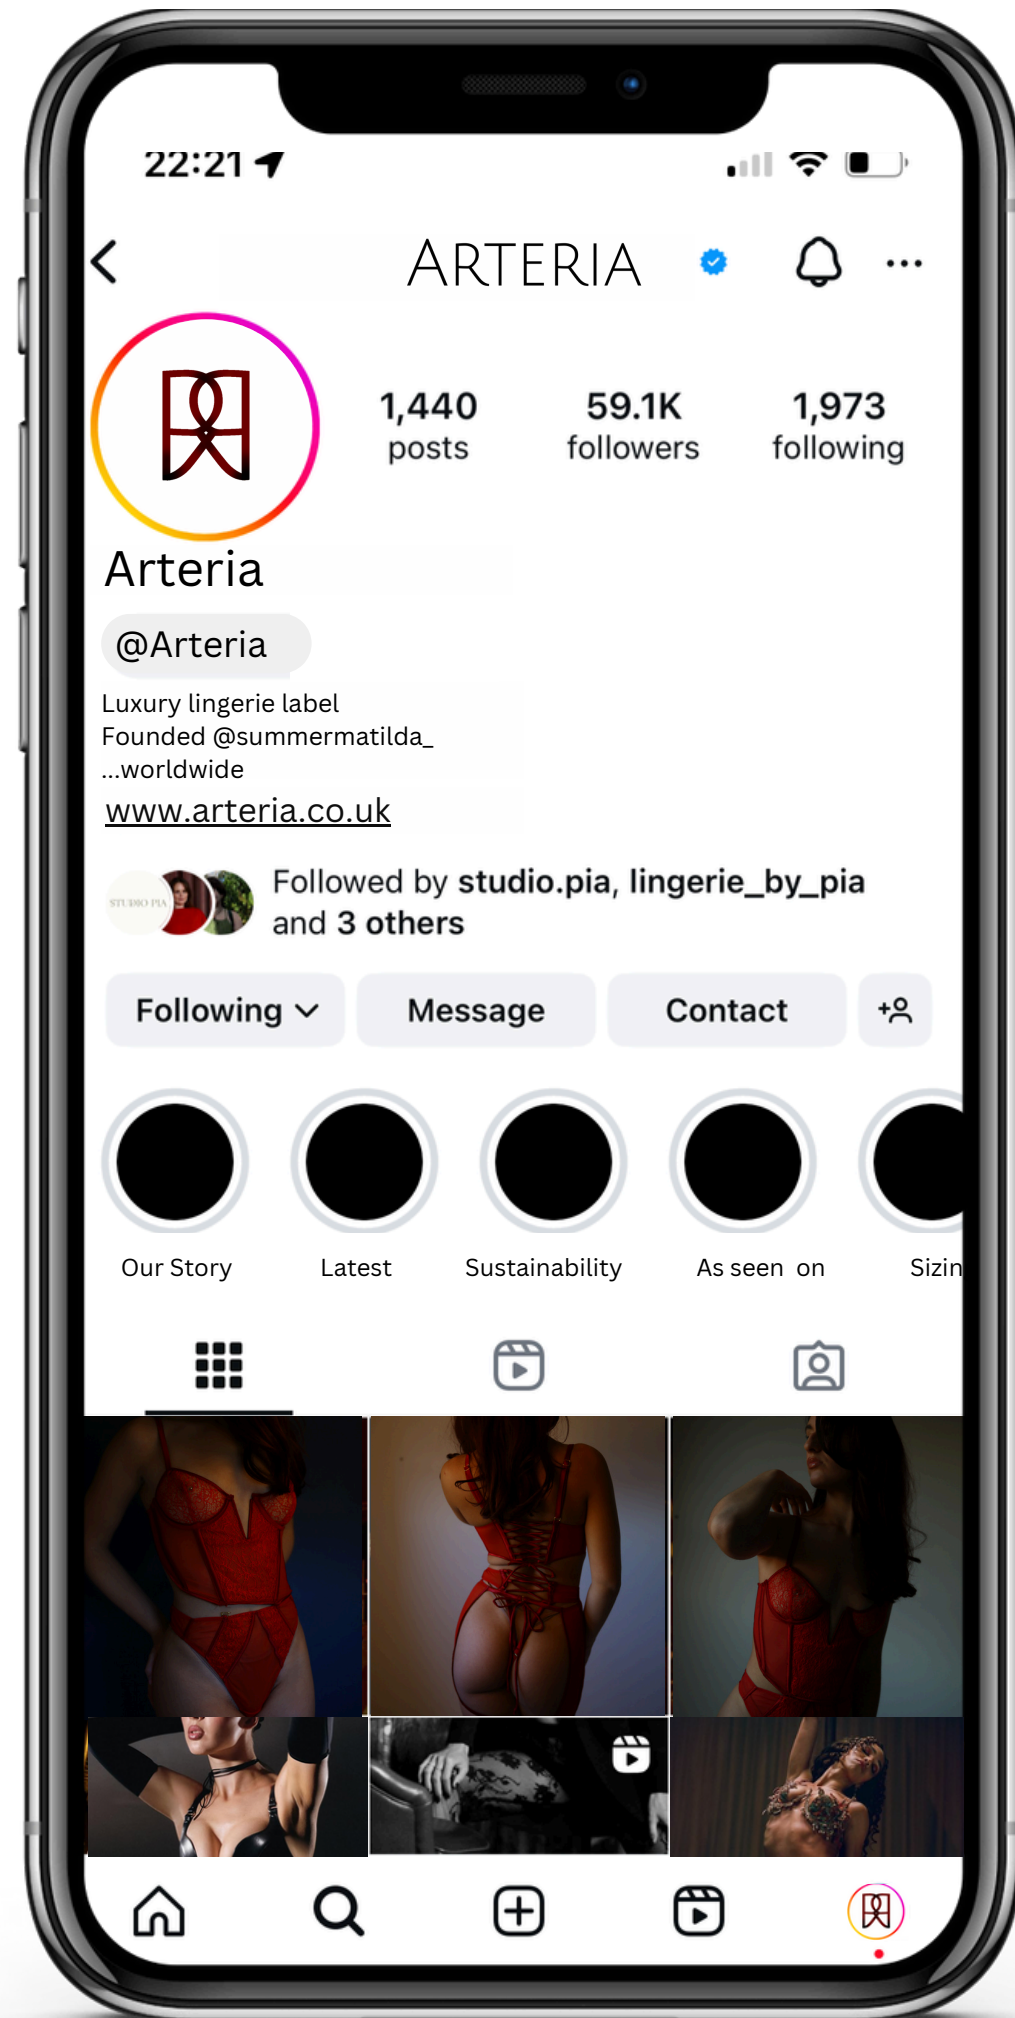 22:21
ARTERIA
1,440 59.1K 1,973
posts followers following
Arteria
@Arteria
Luxury lingerie label
Founded @summermatilda_
...worldwide
www.arteria.co.uk
STUDIO PIA
Followed by studio.pia, lingerie_by_pia
and 3 others
Following Message Contact
Our Story Latest Sustainability As seen on Sizin